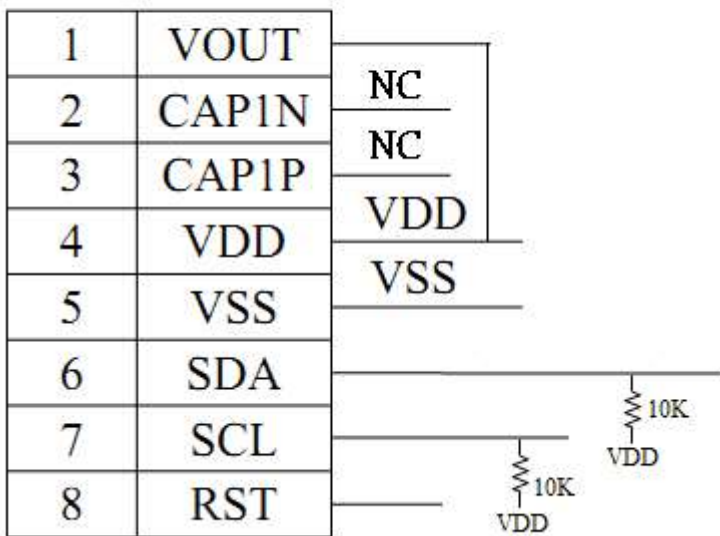 1 VOUT
NC
2 CAP1N
NC
3 CAP1P
VDD
4 VDD
VSS
5 VSS
6 SDA
10K
VDD
7 SCL
10K
VDD
8 RST